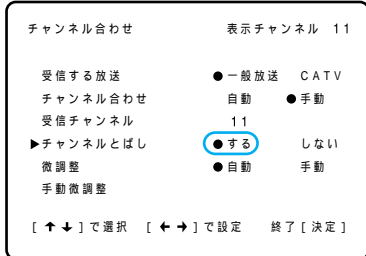 チャンネル合わせ 表示チャンネル 11
受信する放送 ●一般放送 CATV
チャンネル合わせ 自動 ●手動
受信チャンネル 11
▶チャンネルとばし ●する しない
微調整 ●自動 手動
手動微調整
[↑↓]で選択 [←→]で設定 終了[決定]